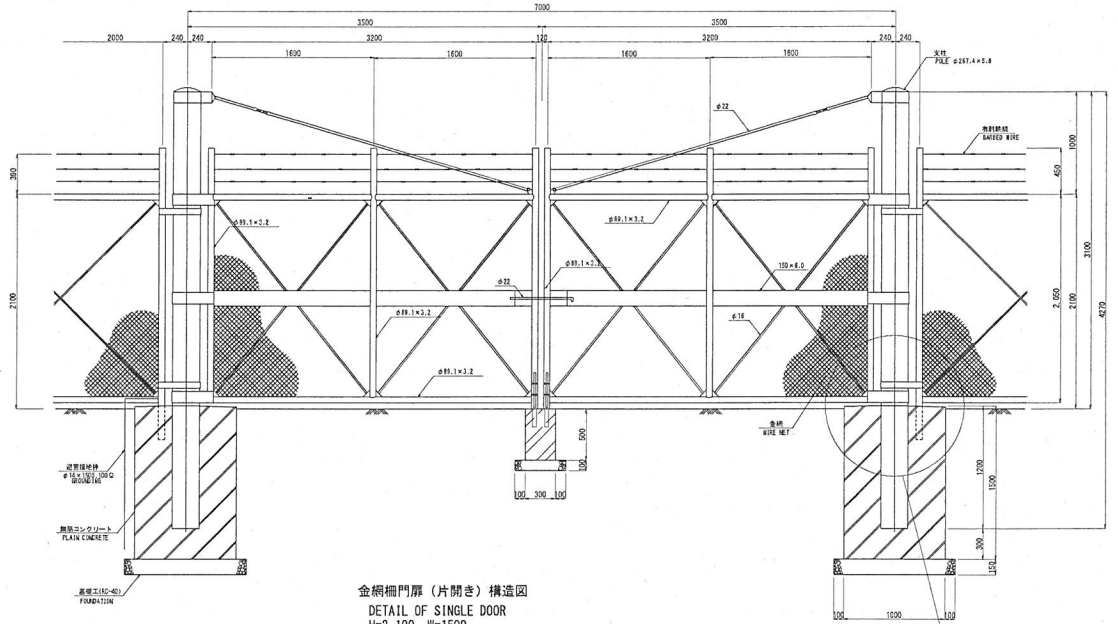 7000
3500
3500
2000
240
240
3200
120
3200
240
240
1600
1600
1600
1600
支柱
POLE φ267.4×5.8
φ22
有刺鉄線
BARBED WIRE
1000
450
390
φ89.1×3.2
φ89.1×3.2
φ89.1×3.2
150×6.0
φ22
3100
2100
2,050
2100
4270
φ89.1×3.2
φ16
φ89.1×3.2
金網
WIRE NET
500
100
避雷接地棒
φ14×1500,100Ω
GROUNDING
100
300
100
1200
1500
無筋コンクリート
PLAIN CONCRETE
300
150
基礎工(RC-40)
FOUNDATION
金網柵門扉(片開き)構造図
DETAIL OF SINGLE DOOR
H=2,100 W=1500
100
1000
100